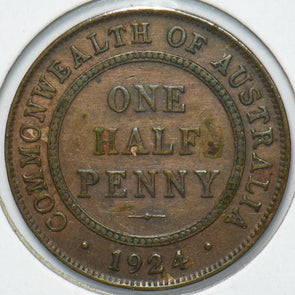 COMMONWEALTH OF AUSTRALIA
ONE
HALF
PENNY
· 1924 ·